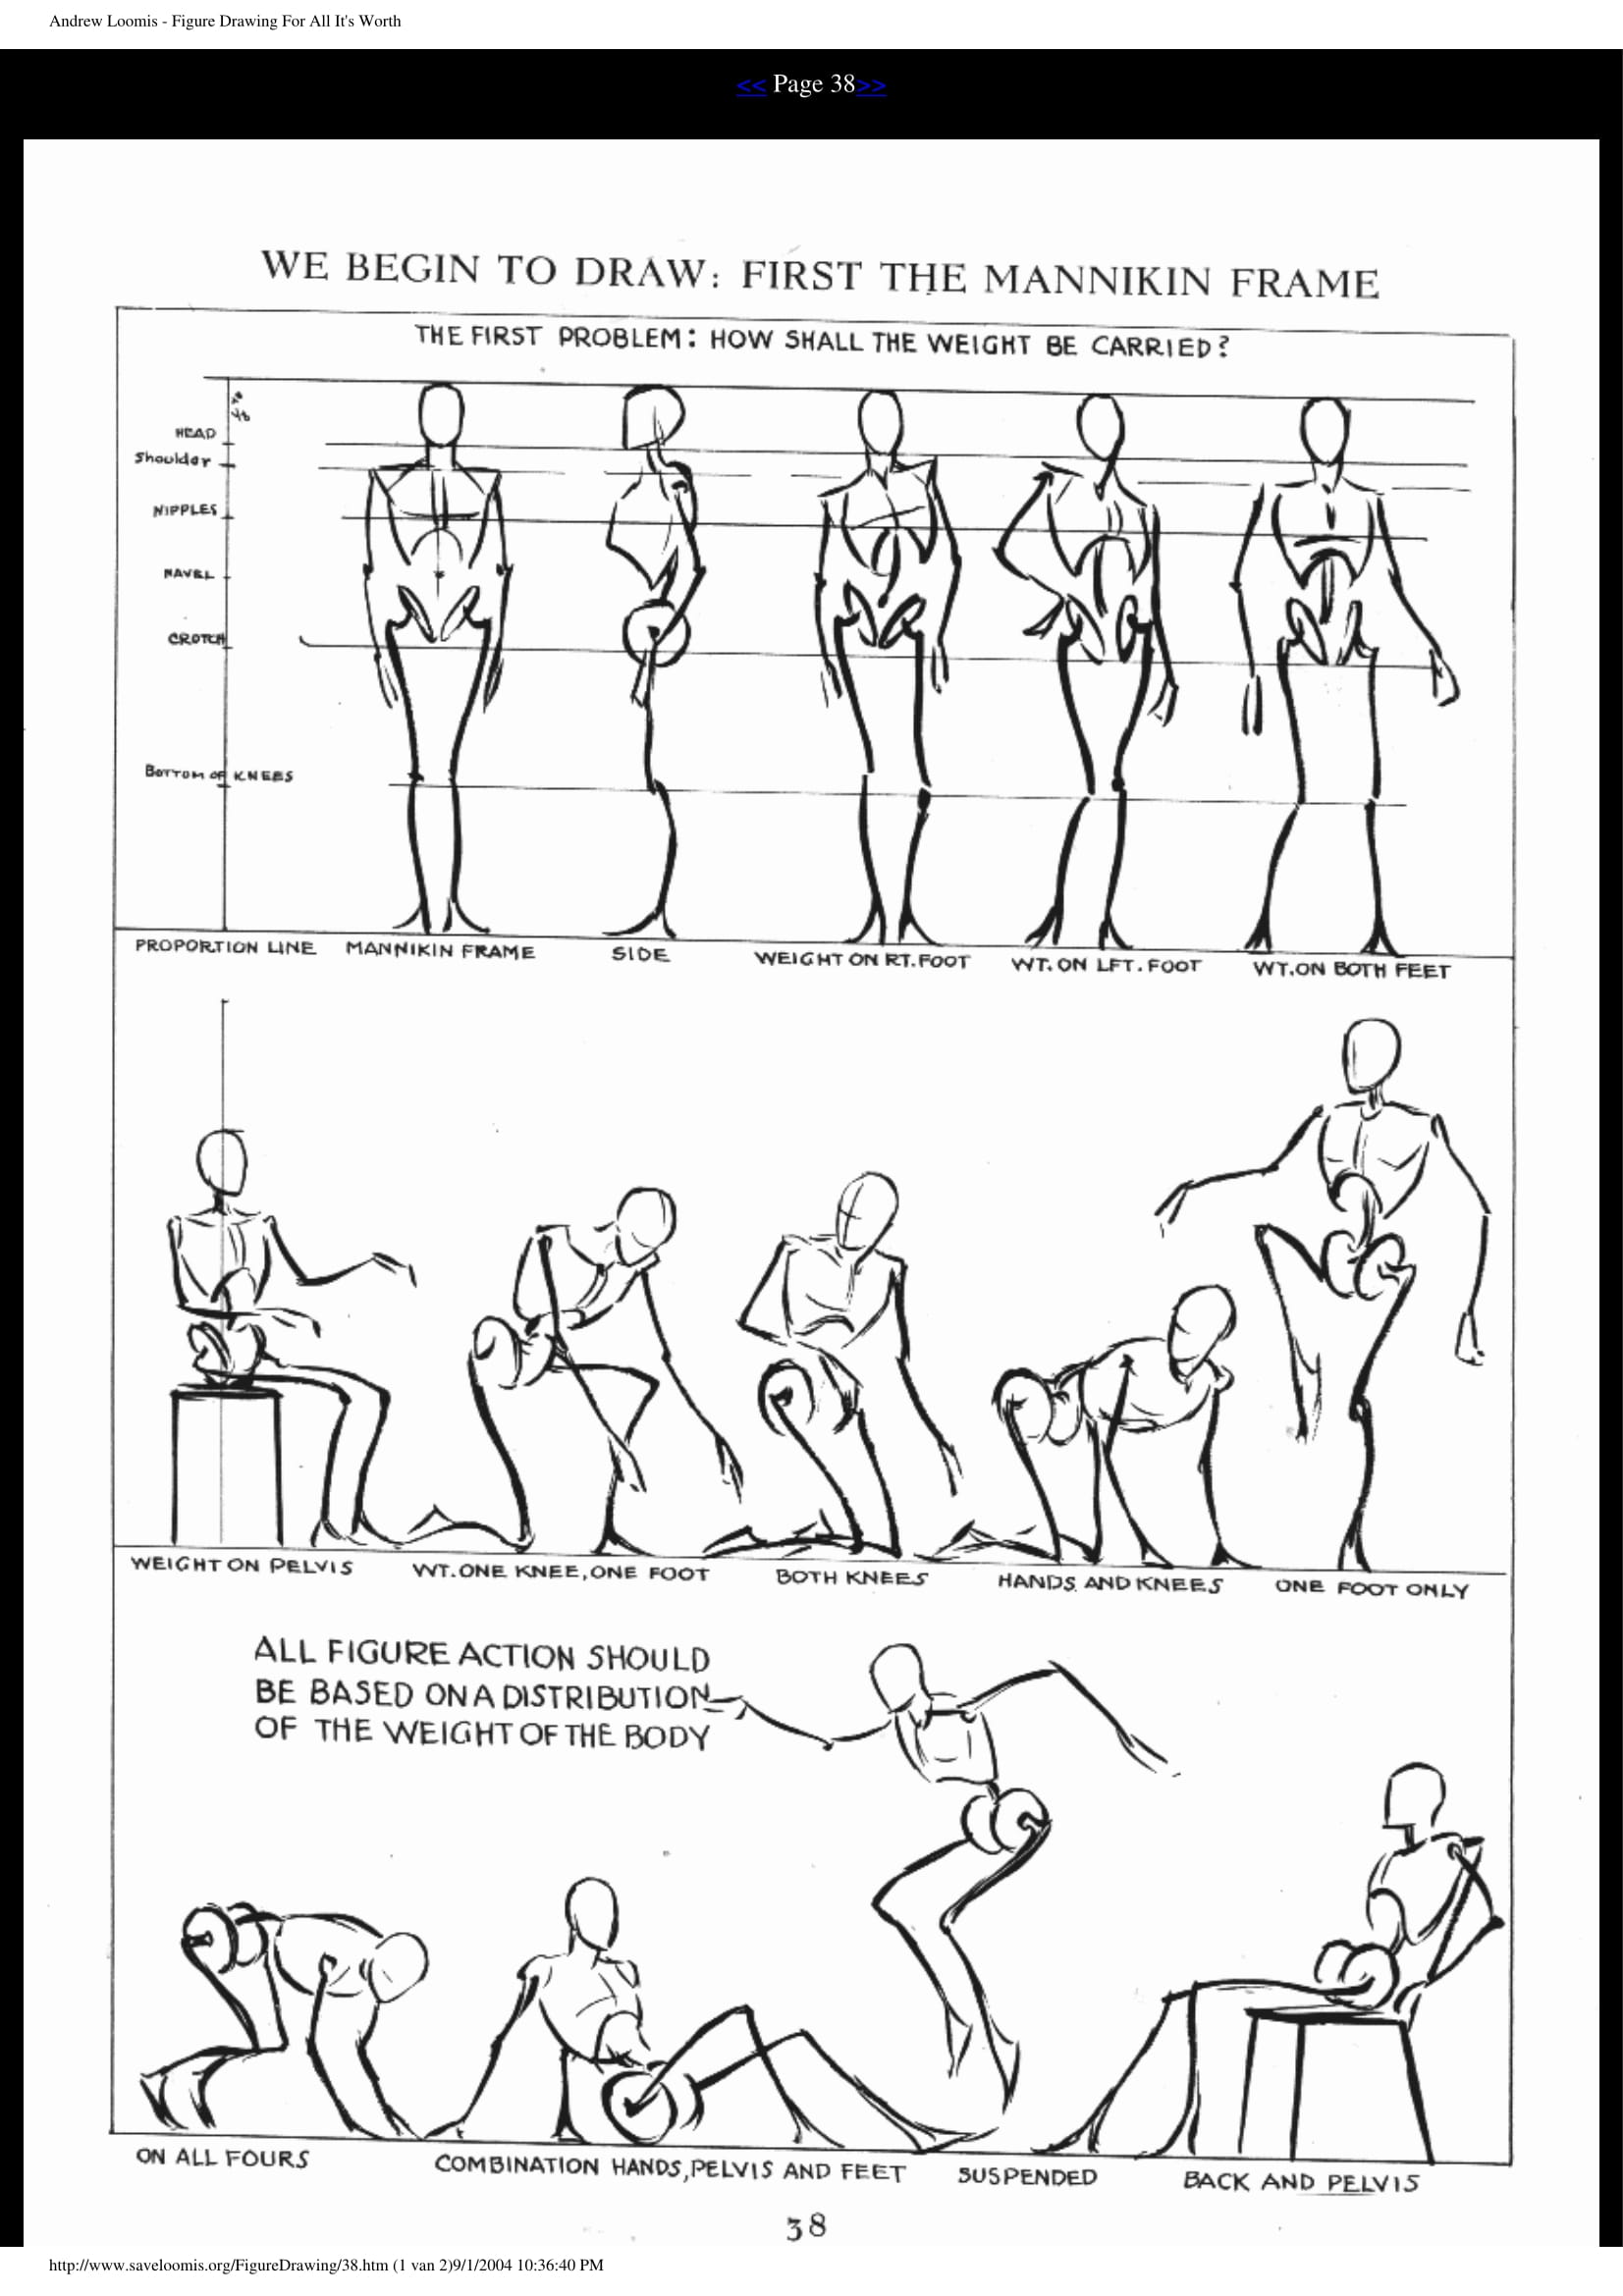 Andrew Loomis - Figure Drawing For All It's Worth
<< Page 38>>
WE BEGIN TO DRAW: FIRST THE MANNIKIN FRAME
THE FIRST PROBLEM: HOW SHALL THE WEIGHT BE CARRIED?
HEAD
Shoulder
NIPPLES
NAVEL
CROTCH
BOTTOM OF KNEES
PROPORTION LINE MANNIKIN FRAME SIDE WEIGHT ON RT. FOOT WT. ON LFT. FOOT WT. ON BOTH FEET
WEIGHT ON PELVIS WT. ONE KNEE, ONE FOOT BOTH KNEES HANDS AND KNEES ONE FOOT ONLY
ALL FIGURE ACTION SHOULD
BE BASED ON A DISTRIBUTION
OF THE WEIGHT OF THE BODY
ON ALL FOURS COMBINATION HANDS, PELVIS AND FEET SUSPENDED BACK AND PELVIS
38
http://www.saveloomis.org/FigureDrawing/38.htm (1 van 2)9/1/2004 10:36:40 PM